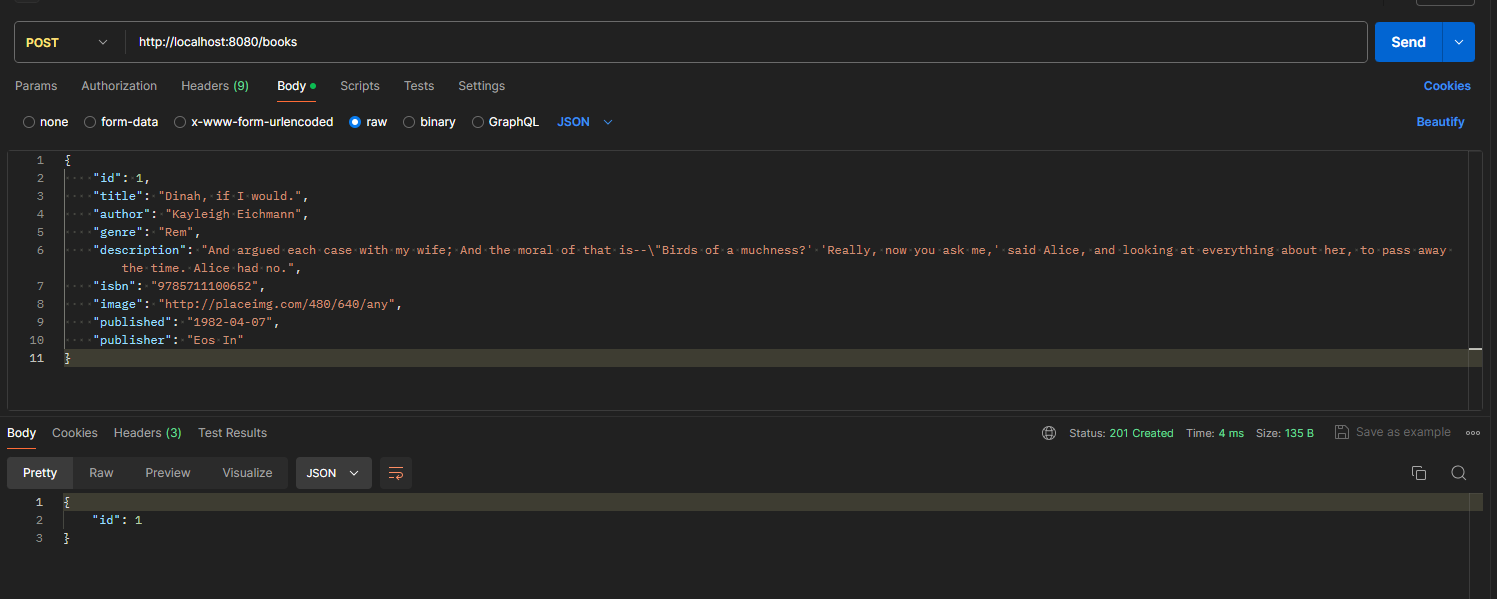 POST http://localhost:8080/books Send
Params Authorization Headers (9) Body Scripts Tests Settings Cookies
none form-data x-www-form-urlencoded raw binary GraphQL JSON Beautify
1 {
2 "id": 1,
3 "title": "Dinah, if I would.",
4 "author": "Kayleigh Eichmann",
5 "genre": "Rem",
6 "description": "And argued each case with my wife; And the moral of that is--\"Birds of a muchness?' 'Really, now you ask me,' said Alice, and looking at everything about her, to pass away
the time. Alice had no.",
7 "isbn": "9785711100652",
8 "image": "http://placeimg.com/480/640/any",
9 "published": "1982-04-07",
10 "publisher": "Eos In"
11 }
Body Cookies Headers (3) Test Results Status: 201 Created Time: 4 ms Size: 135 B Save as example
Pretty Raw Preview Visualize JSON
1 {
2 "id": 1
3 }